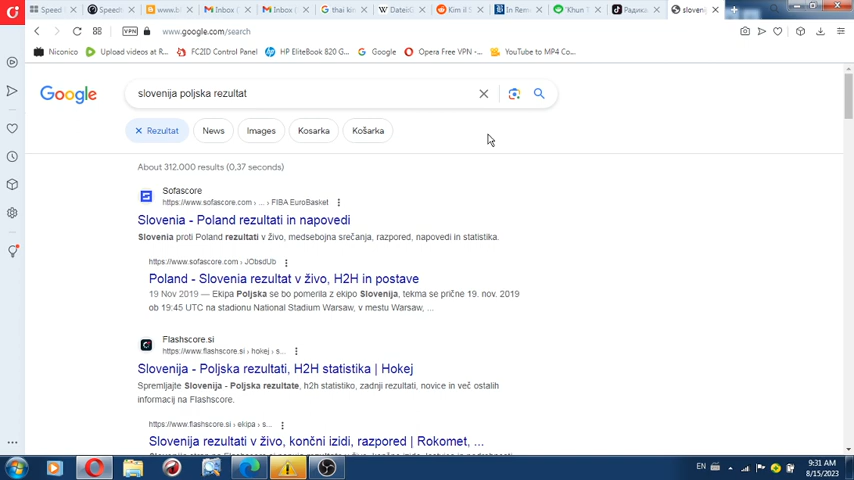 Speed
Speedt
www.b
Inbox (
Inbox (
thai kic
Dateis
Kim il S
In Rem
'Khun T
Радик
sloveni
VPN
www.google.com/search
Niconico
Upload videos at R...
FC2ID Control Panel
HP EliteBook 820 G...
Google
Opera Free VPN -...
YouTube to MP4 Co...
Google
slovenija poljska rezultat
Rezultat
News
Images
Kosarka
Košarka
About 312.000 results (0,37 seconds)
Sofascore
https://www.sofascore.com › ... › FIBA EuroBasket
Slovenia - Poland rezultati in napovedi
Slovenia proti Poland rezultati v živo, medsebojna srečanja, razpored, napovedi in statistika.
https://www.sofascore.com › JObsdUb
Poland - Slovenia rezultat v živo, H2H in postave
19 Nov 2019 — Ekipa Poljska se bo pomerila z ekipo Slovenija, tekma se prične 19. nov. 2019
ob 19:45 UTC na stadionu National Stadium Warsaw, v mestu Warsaw, ...
Flashscore.si
https://www.flashscore.si › hokej › s...
Slovenija - Poljska rezultati, H2H statistika | Hokej
Spremljajte Slovenija - Poljska rezultate, h2h statistiko, zadnji rezultati, novice in več ostalih
informacij na Flashscore.
https://www.flashscore.si › ekipa › s...
Slovenija rezultati v živo, končni izidi, razpored | Rokomet, ...
EN
9:31 AM
8/15/2023